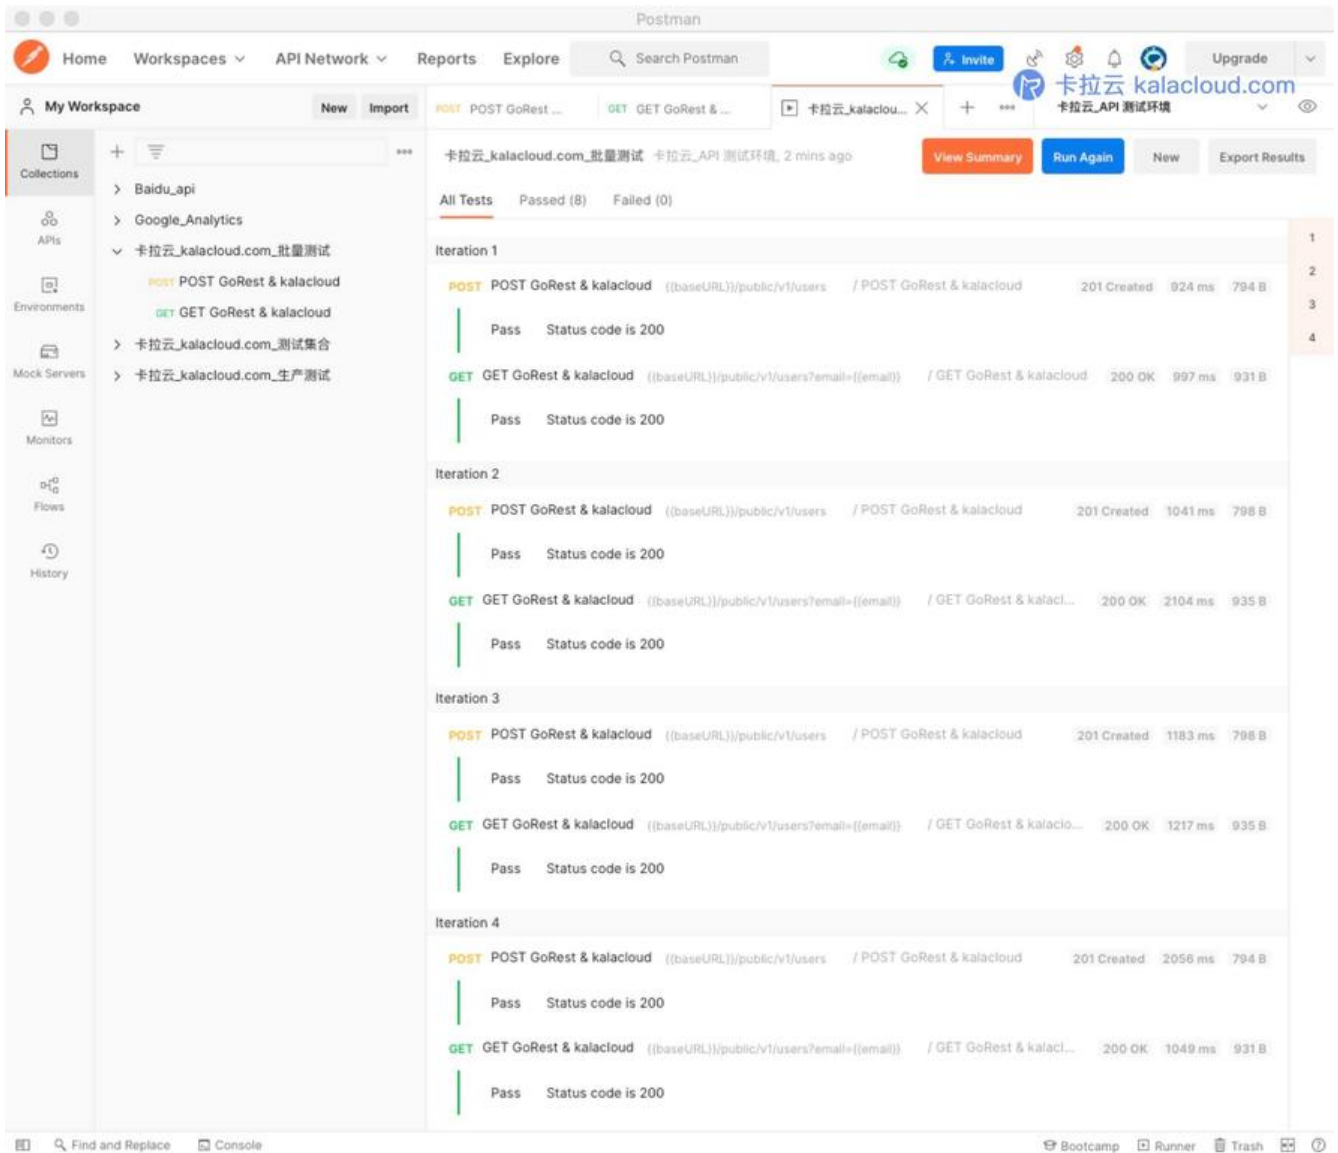 Postman
Home Workspaces API Network Reports Explore Search Postman Invite Upgrade
卡拉云 kalacloud.com
My Workspace New Import POST POST GoRest ... GET GET GoRest & ... 卡拉云_kalaclou... 卡拉云_API 测试环境
Collections
APIs
Environments
Mock Servers
Monitors
Flows
History
Baidu_api
Google_Analytics
卡拉云_kalacloud.com_批量测试
POST POST GoRest & kalacloud
GET GET GoRest & kalacloud
卡拉云_kalacloud.com_测试集合
卡拉云_kalacloud.com_生产测试
卡拉云_kalacloud.com_批量测试 卡拉云_API 测试环境, 2 mins ago View Summary Run Again New Export Results
All Tests Passed (8) Failed (0)
Iteration 1
POST POST GoRest & kalacloud {{baseURL}}/public/v1/users / POST GoRest & kalacloud 201 Created 924 ms 794 B
Pass Status code is 200
GET GET GoRest & kalacloud {{baseURL}}/public/v1/users?email={{email}} / GET GoRest & kalacloud 200 OK 997 ms 931 B
Pass Status code is 200
Iteration 2
POST POST GoRest & kalacloud {{baseURL}}/public/v1/users / POST GoRest & kalacloud 201 Created 1041 ms 798 B
Pass Status code is 200
GET GET GoRest & kalacloud {{baseURL}}/public/v1/users?email={{email}} / GET GoRest & kalacl... 200 OK 2104 ms 935 B
Pass Status code is 200
Iteration 3
POST POST GoRest & kalacloud {{baseURL}}/public/v1/users / POST GoRest & kalacloud 201 Created 1183 ms 798 B
Pass Status code is 200
GET GET GoRest & kalacloud {{baseURL}}/public/v1/users?email={{email}} / GET GoRest & kalaclo... 200 OK 1217 ms 935 B
Pass Status code is 200
Iteration 4
POST POST GoRest & kalacloud {{baseURL}}/public/v1/users / POST GoRest & kalacloud 201 Created 2056 ms 794 B
Pass Status code is 200
GET GET GoRest & kalacloud {{baseURL}}/public/v1/users?email={{email}} / GET GoRest & kalacl... 200 OK 1049 ms 931 B
Pass Status code is 200
1
2
3
4
Find and Replace Console Bootcamp Runner Trash